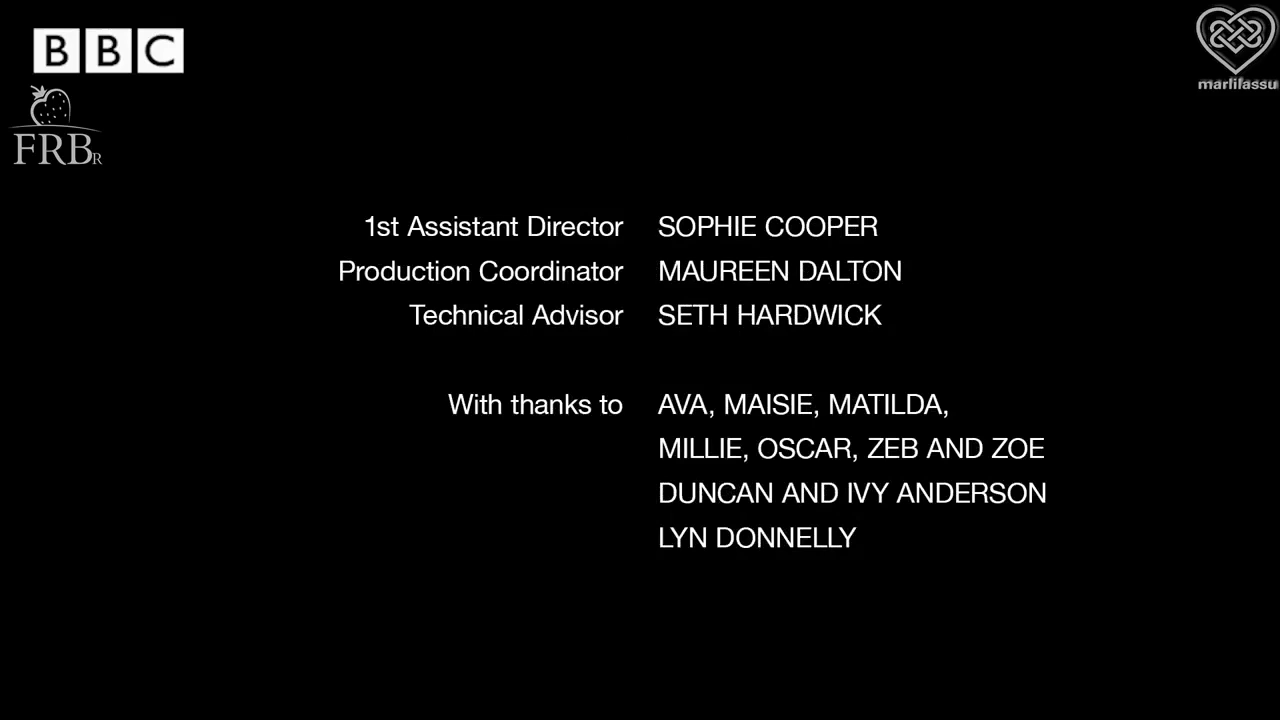 BBC
marlilassu
FRBR
1st Assistant Director SOPHIE COOPER
Production Coordinator MAUREEN DALTON
Technical Advisor SETH HARDWICK
With thanks to AVA, MAISIE, MATILDA,
MILLIE, OSCAR, ZEB AND ZOE
DUNCAN AND IVY ANDERSON
LYN DONNELLY